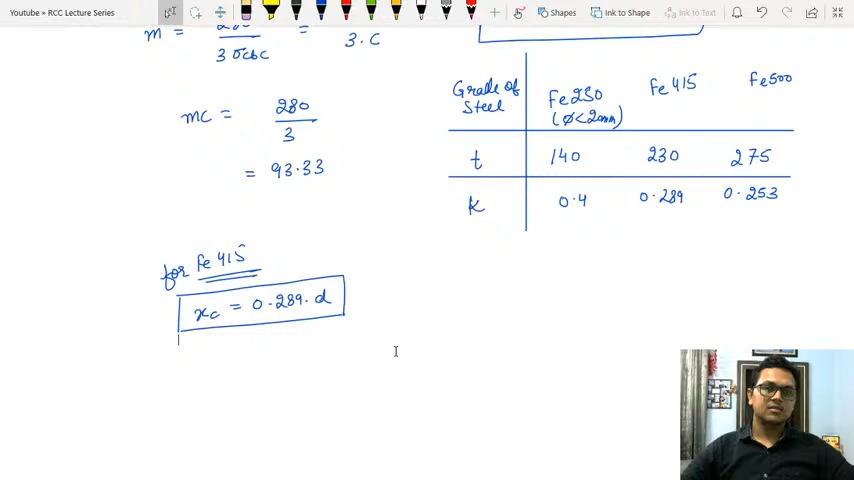 Youtube » RCC Lecture Series
Shapes
Ink to Shape
Ink to Text
m = / 3σcbc = / 3.c
mc = 280 / 3
= 93.33
Grade of Steel | Fe250 (Ø<20mm) | Fe415 | Fe500
t | 140 | 230 | 275
k | 0.4 | 0.289 | 0.253
for Fe415
xc = 0.289.d